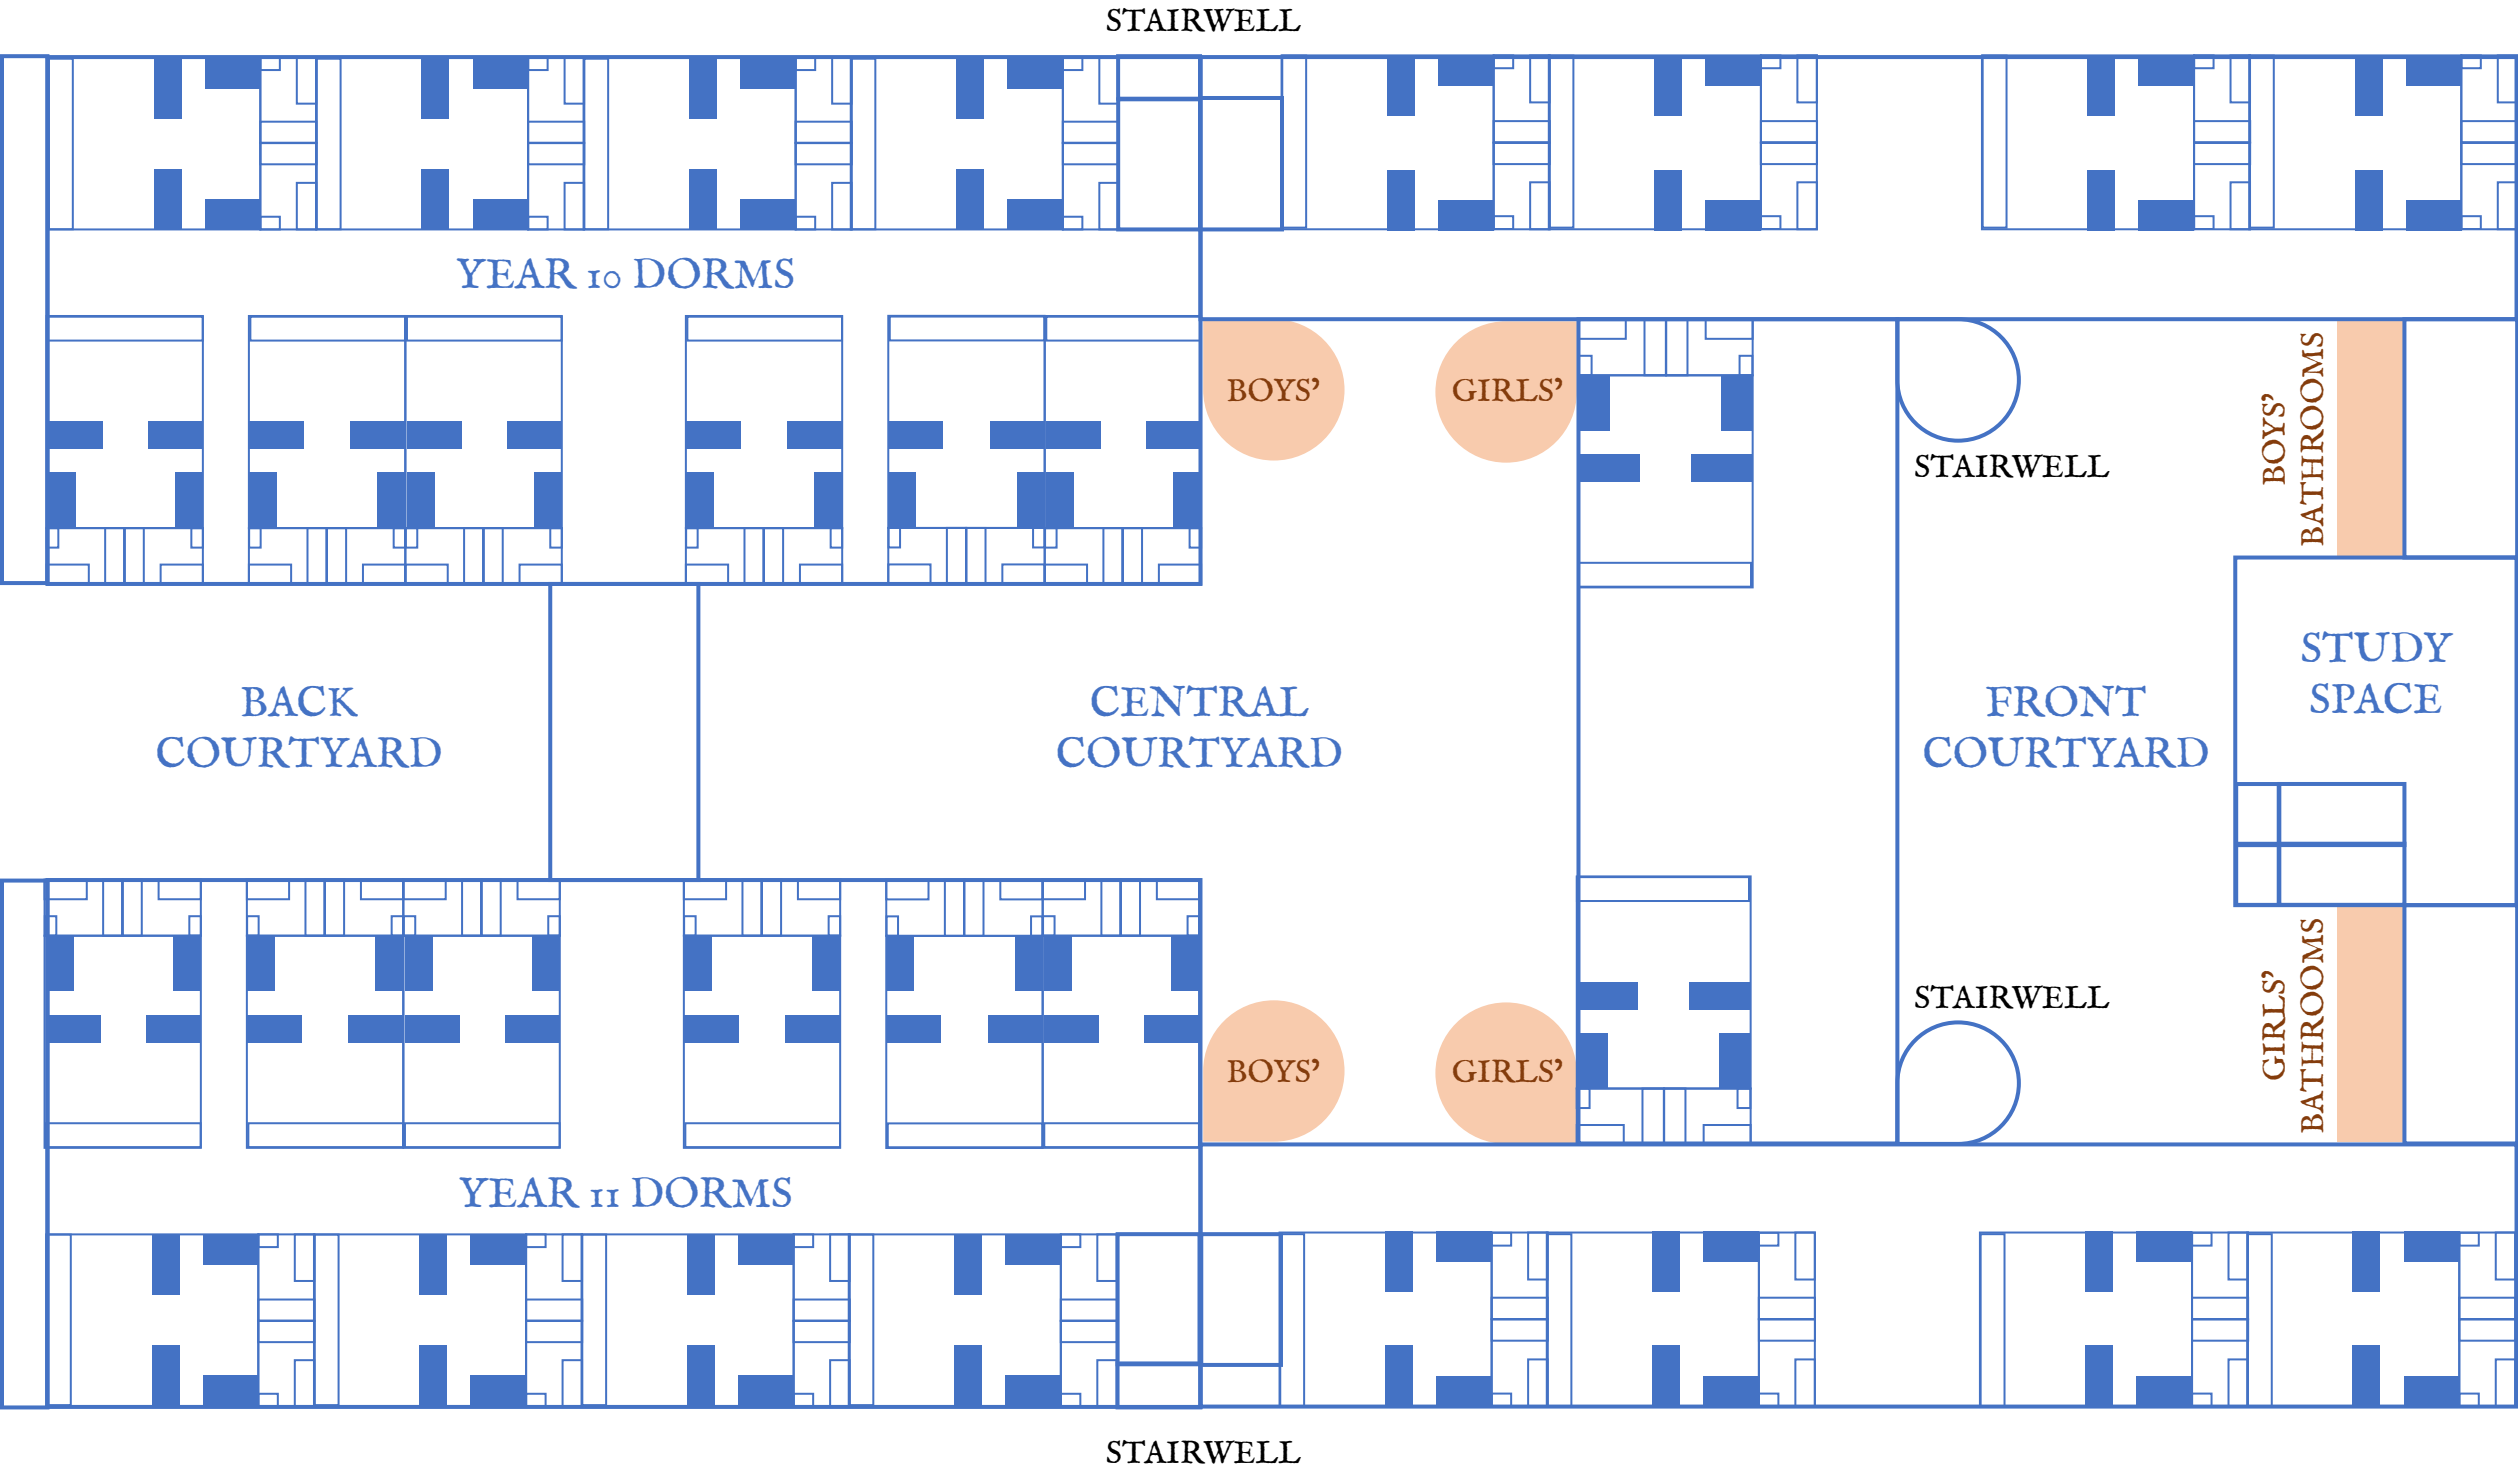 STAIRWELL
YEAR 10 DORMS
BOYS’
GIRLS’
STAIRWELL
BOYS’
BATHROOMS
BACK
COURTYARD
CENTRAL
COURTYARD
FRONT
COURTYARD
STUDY
SPACE
STAIRWELL
GIRLS’
BATHROOMS
BOYS’
GIRLS’
YEAR 11 DORMS
STAIRWELL